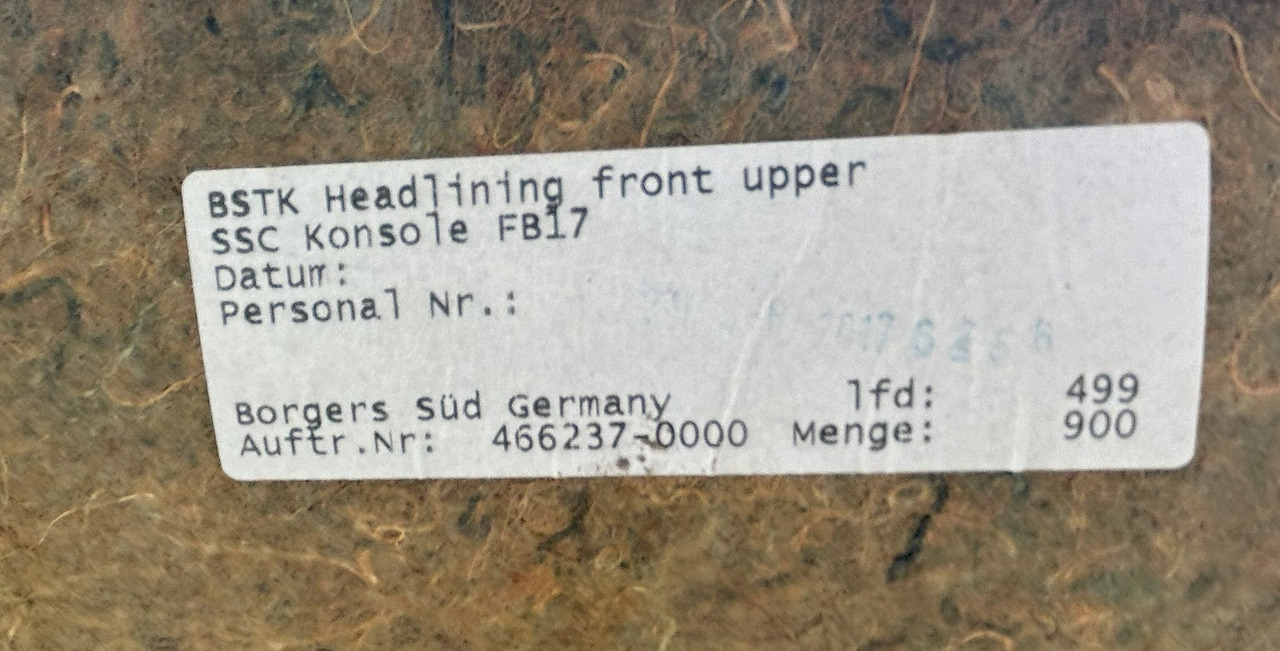 BSTK Headlining front upper
SSC Konsole FB17
Datum:
Personal Nr.:
Borgers Süd Germany lfd: 499
Auftr.Nr: 466237-0000 Menge: 900